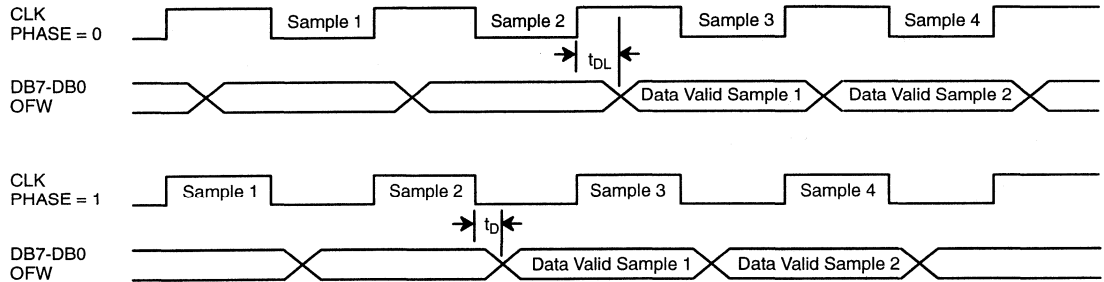 CLK
PHASE = 0
Sample 1
Sample 2
Sample 3
Sample 4
tDL
DB7-DB0
OFW
Data Valid Sample 1
Data Valid Sample 2
CLK
PHASE = 1
Sample 1
Sample 2
Sample 3
Sample 4
tD
DB7-DB0
OFW
Data Valid Sample 1
Data Valid Sample 2